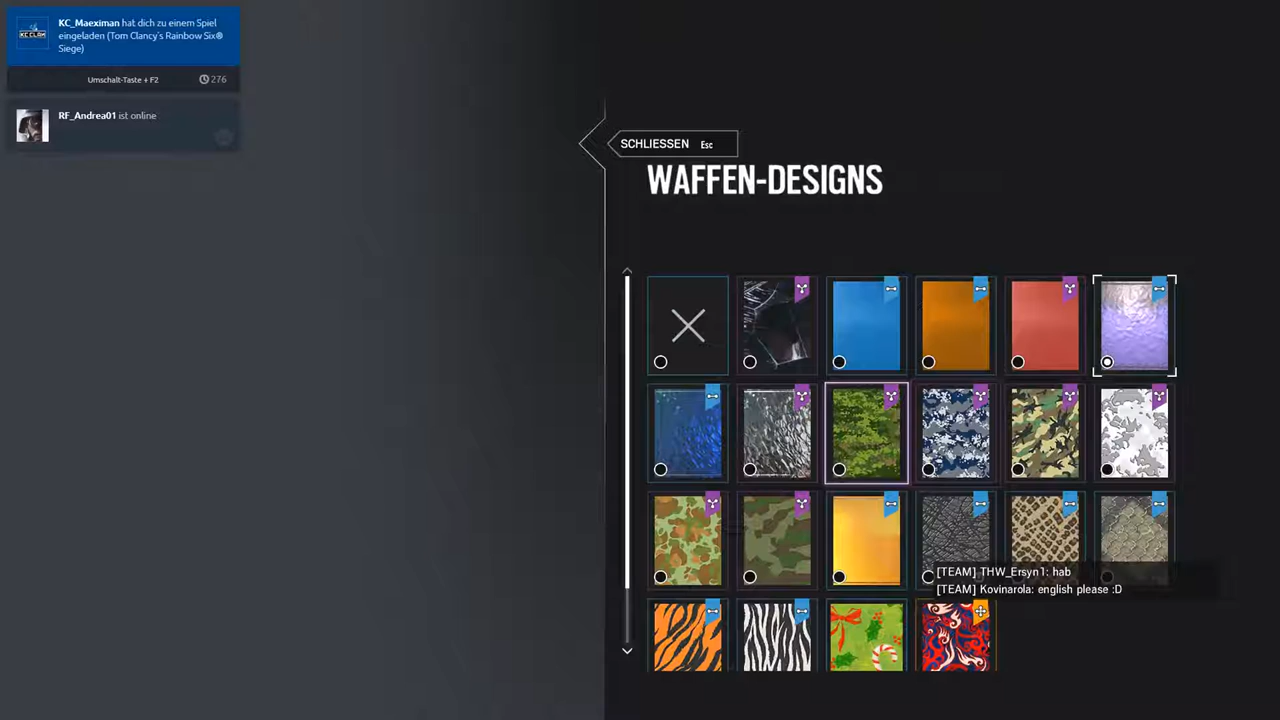 KC_Maeximan hat dich zu einem Spiel
eingeladen (Tom Clancy's Rainbow Six®
Siege)
Umschalt-Taste + F2 276
RF_Andrea01 ist online
SCHLIESSEN Esc
WAFFEN-DESIGNS
[TEAM] THW_Ersyn1: hab
[TEAM] Kovinarola: english please :D